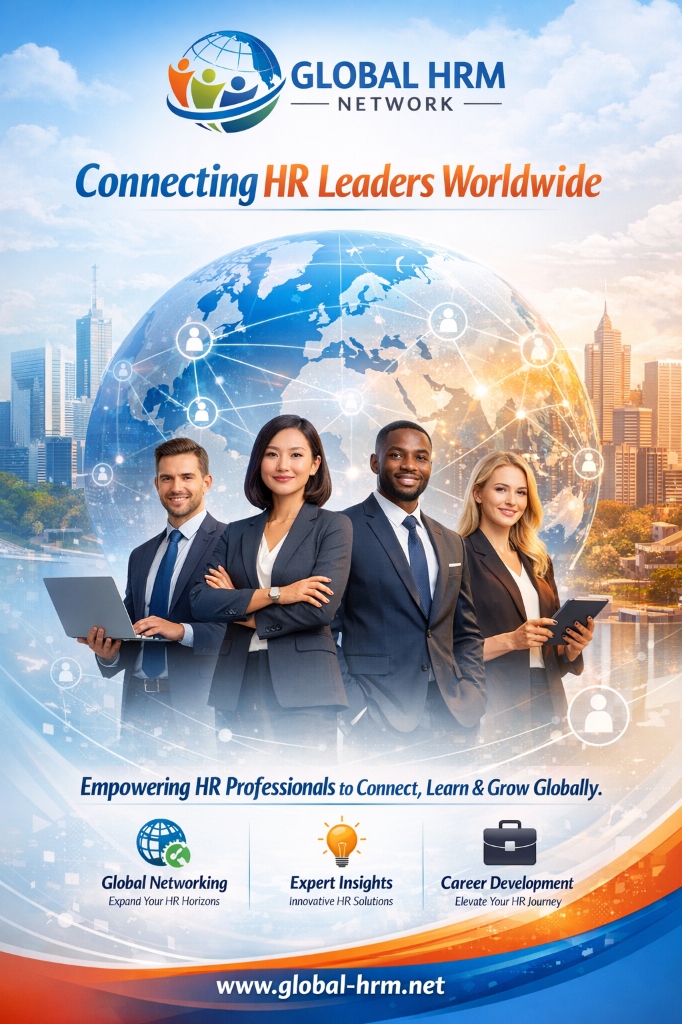 GLOBAL HRM
NETWORK
Connecting HR Leaders Worldwide
Empowering HR Professionals to Connect, Learn & Grow Globally.
Global Networking
Expand Your HR Horizons
Expert Insights
Innovative HR Solutions
Career Development
Elevate Your HR Journey
www.global-hrm.net